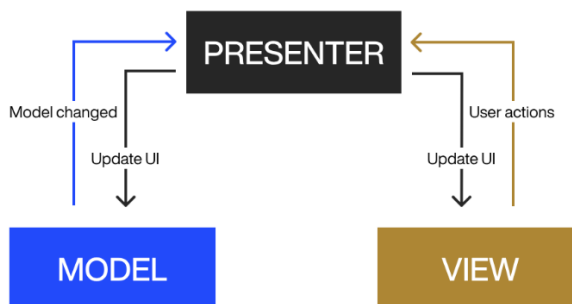 PRESENTER
Model changed
User actions
Update UI
Update UI
MODEL
VIEW